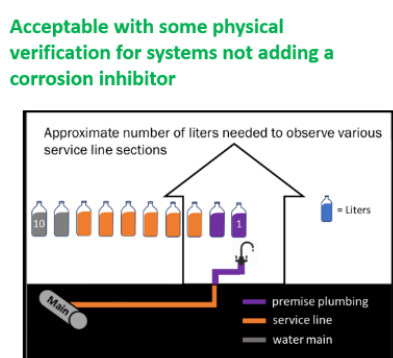 Acceptable with some physical
verification for systems not adding a
corrosion inhibitor
Approximate number of liters needed to observe various
service line sections
10
1
= Liters
Main
premise plumbing
service line
water main